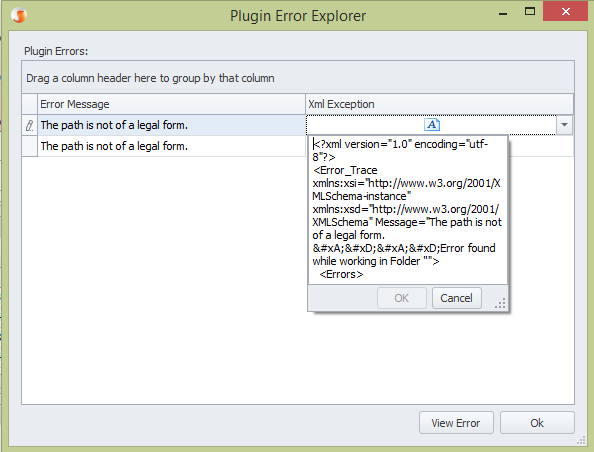 Plugin Error Explorer
Plugin Errors:
Drag a column header here to group by that column
Error Message Xml Exception
The path is not of a legal form.
A
The path is not of a legal form.
<?xml version="1.0" encoding="utf-
8"?>
<Error_Trace
xmlns:xsi="http://www.w3.org/2001/X
MLSchema-instance"
xmlns:xsd="http://www.w3.org/2001/
XMLSchema" Message="The path is not
of a legal form.
&#xA;&#xD;&#xA;&#xD;Error found
while working in Folder "">
<Errors>
OK Cancel
View Error Ok